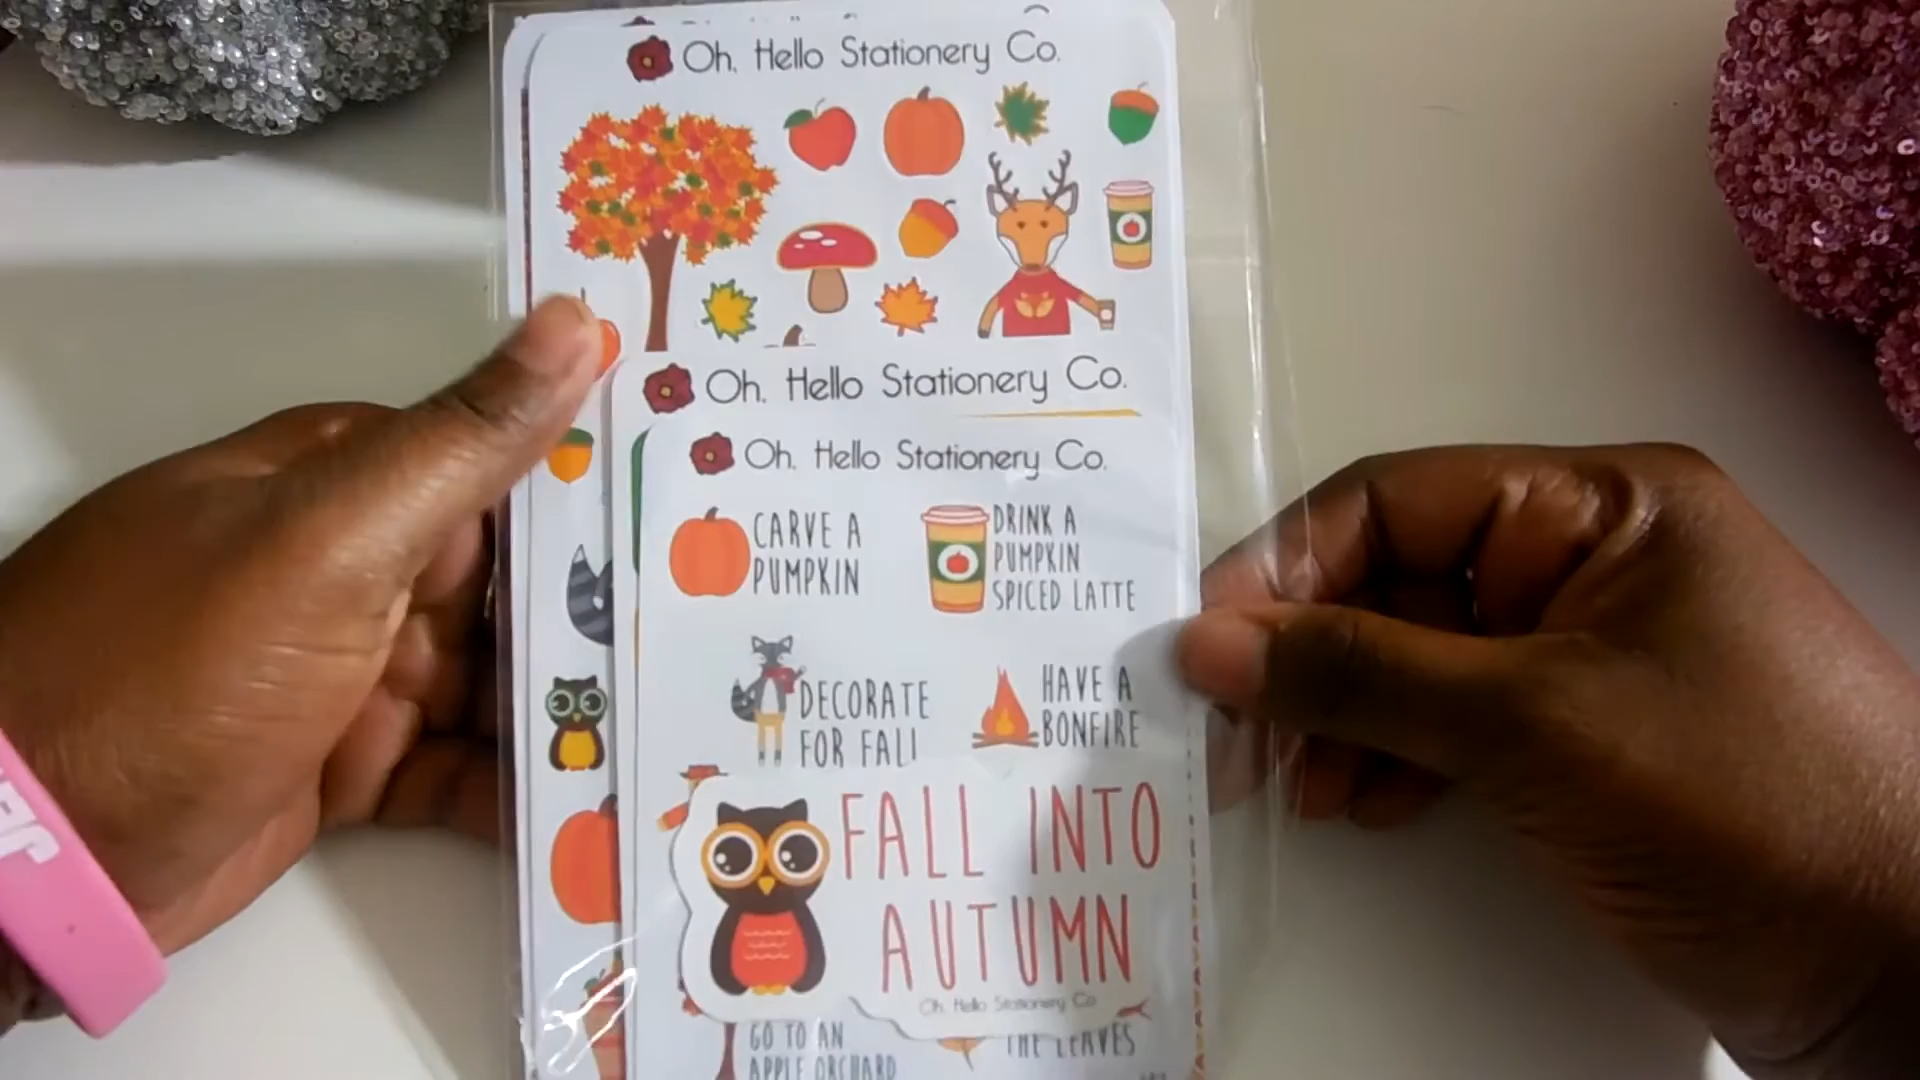 Oh, Hello Stationery Co.
Oh, Hello Stationery Co.
Oh, Hello Stationery Co.
CARVE A
PUMPKIN
DRINK A
PUMPKIN
SPICED LATTE
DECORATE
FOR FALL
HAVE A
BONFIRE
FALL INTO
AUTUMN
Oh, Hello Stationery Co.
GO TO AN
APPLE ORCHARD
THE LEAVES